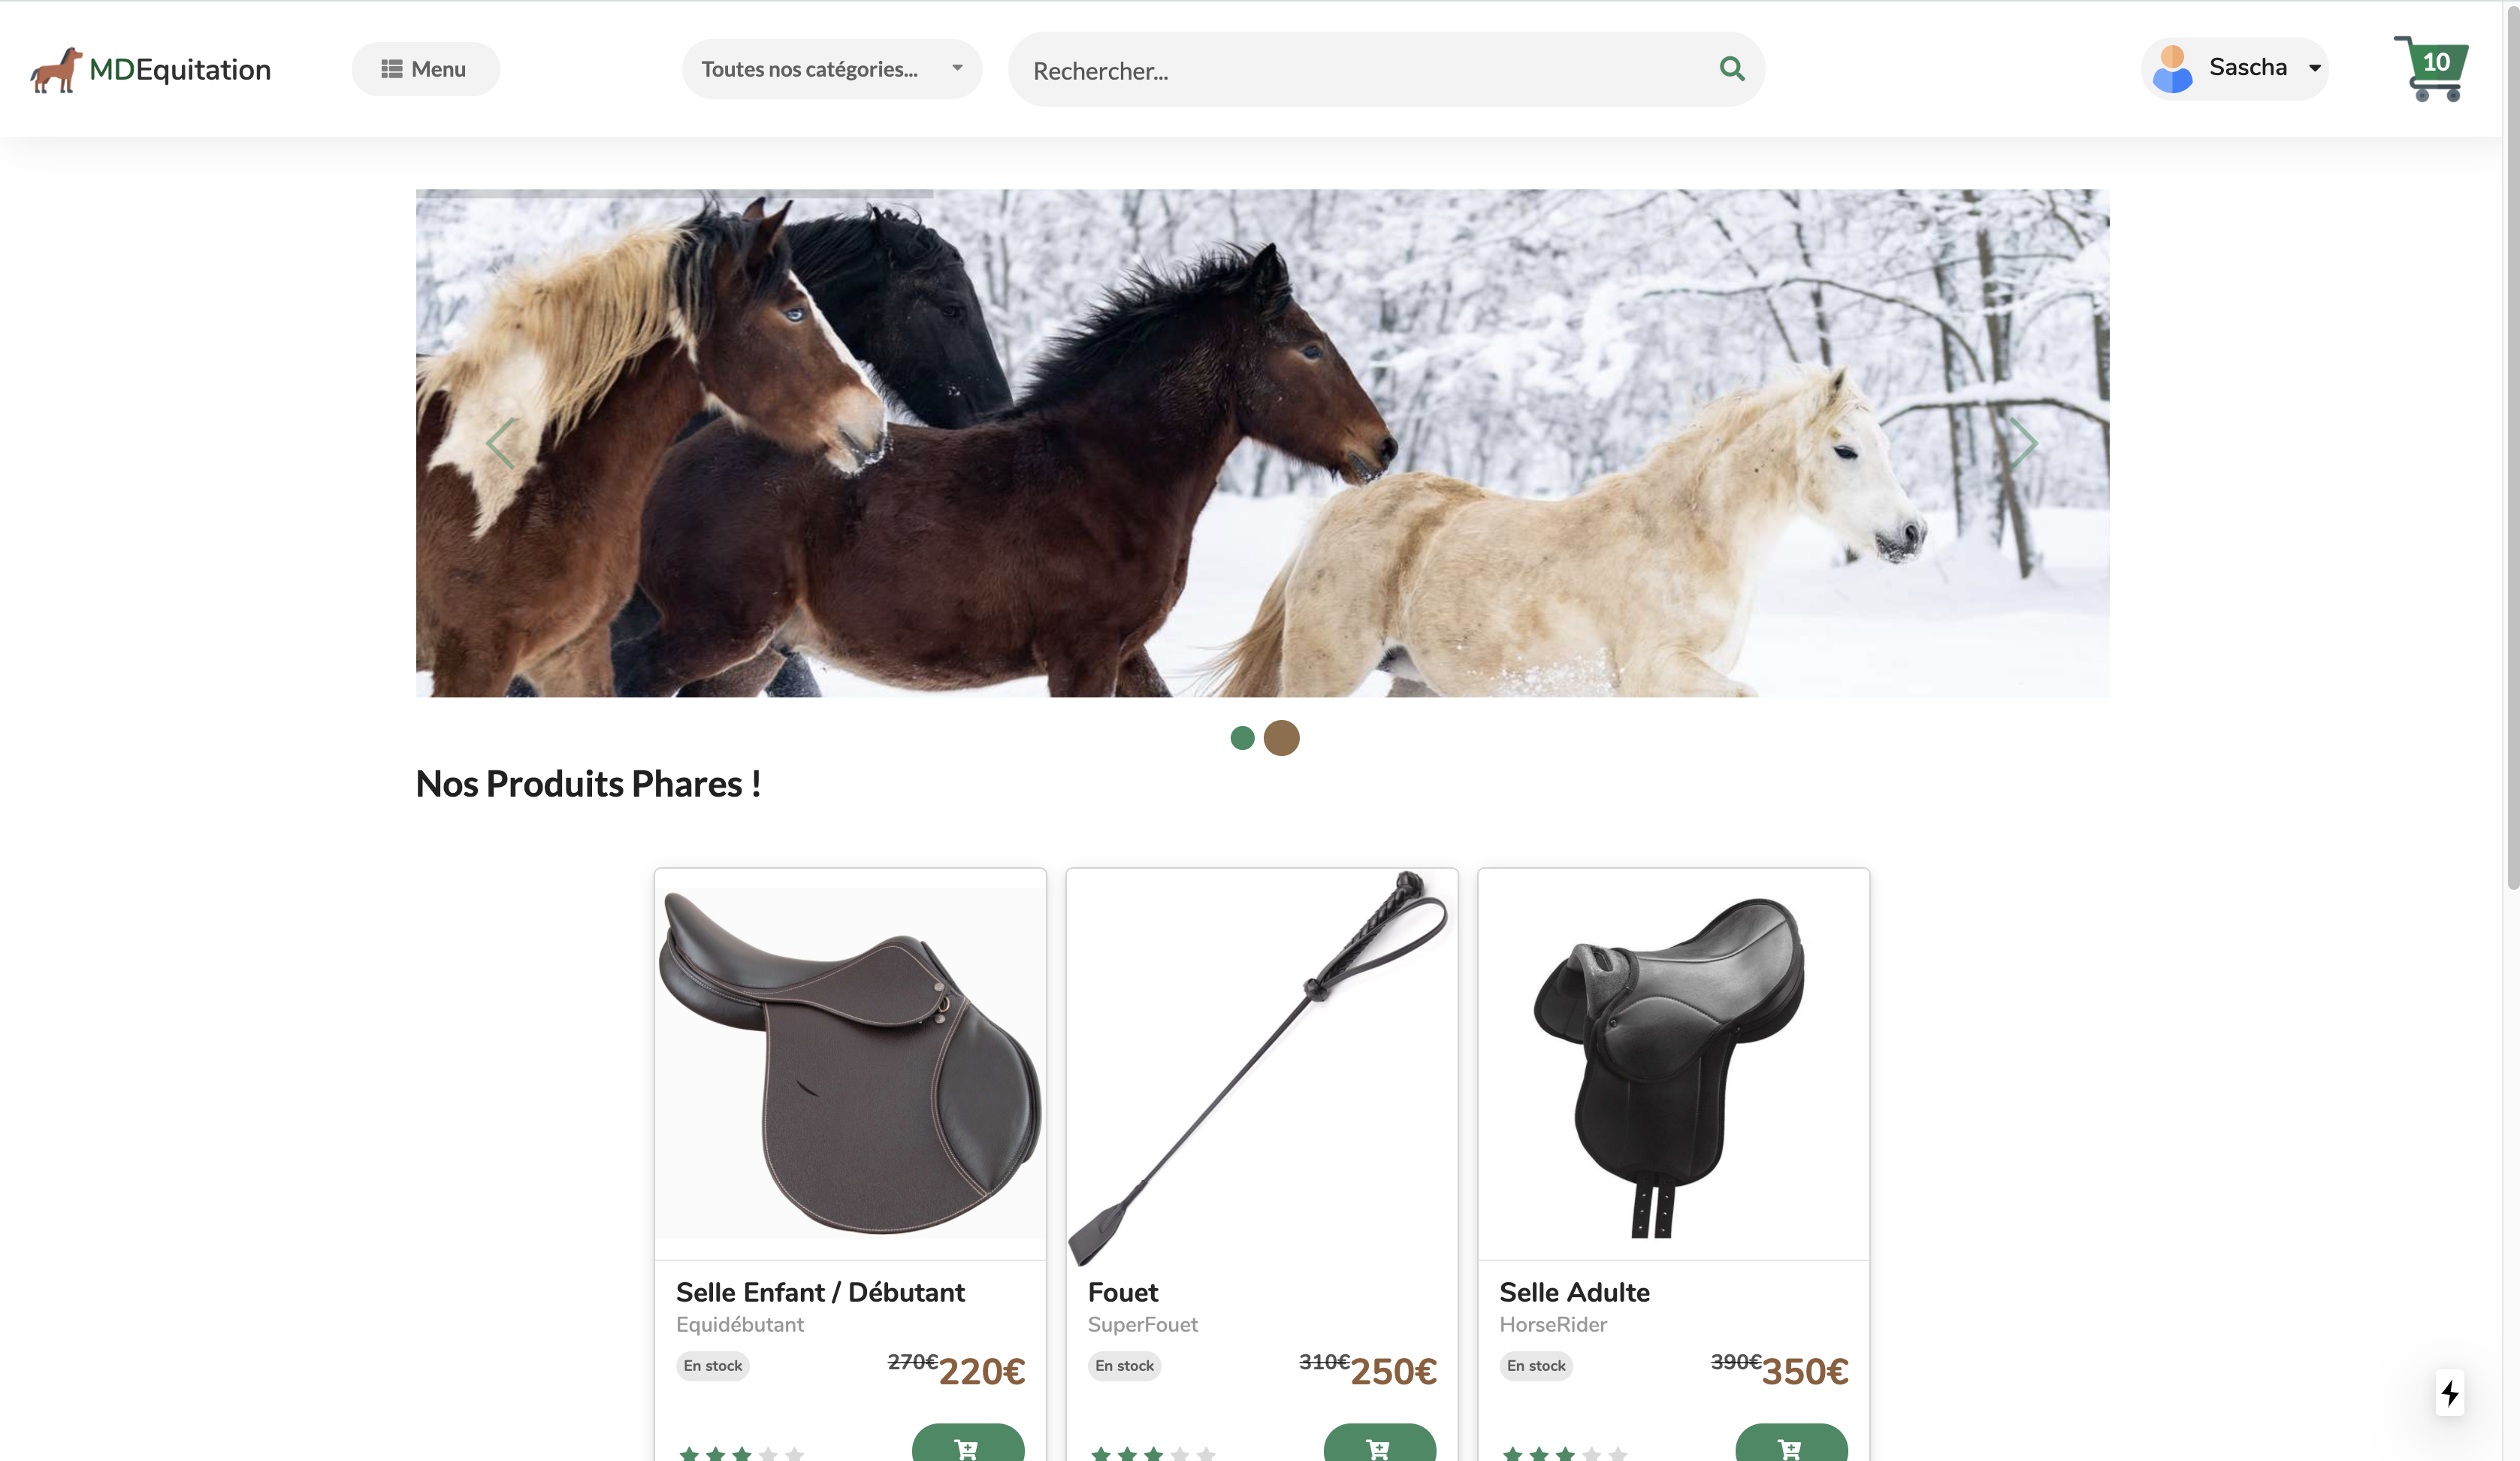 MDEquitation
Menu
Toutes nos catégories...
Rechercher...
Sascha
10
Nos Produits Phares !
Selle Enfant / Débutant
Equidébutant
En stock
270€220€
Fouet
SuperFouet
En stock
310€250€
Selle Adulte
HorseRider
En stock
390€350€